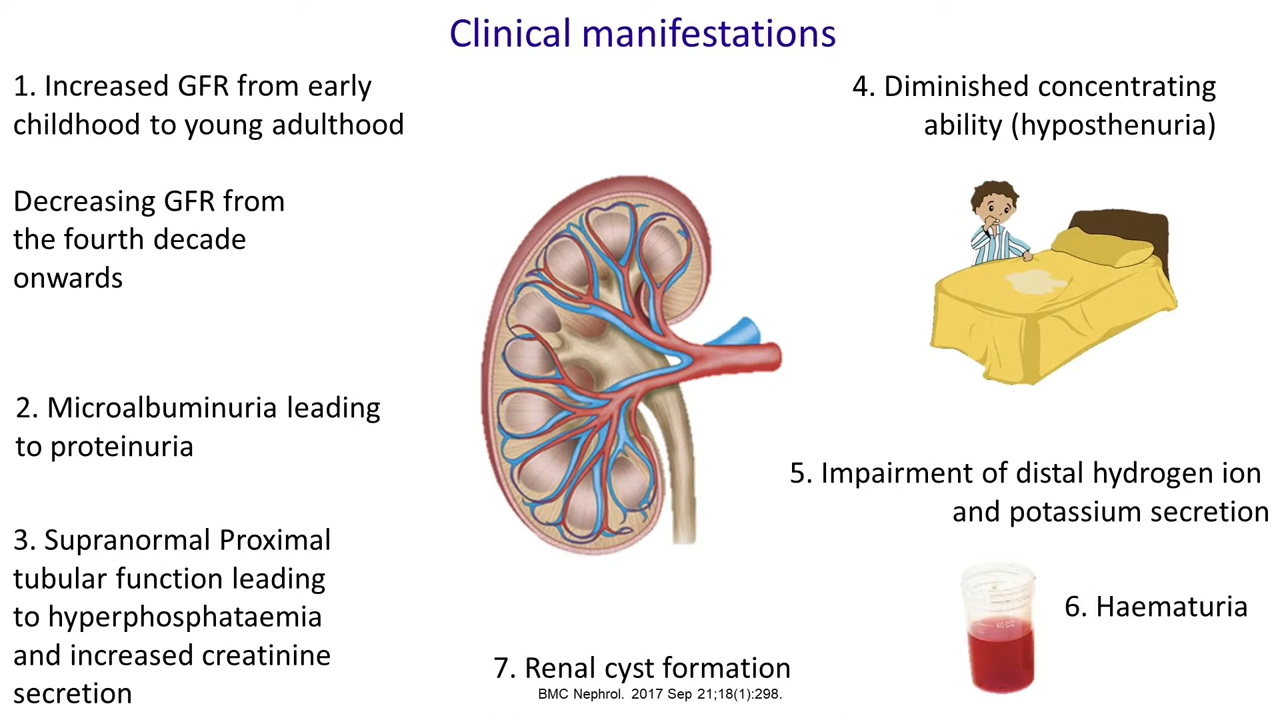 Clinical manifestations
1. Increased GFR from early
childhood to young adulthood
Decreasing GFR from
the fourth decade
onwards
2. Microalbuminuria leading
to proteinuria
3. Supranormal Proximal
tubular function leading
to hyperphosphataemia
and increased creatinine
secretion
4. Diminished concentrating
ability (hyposthenuria)
5. Impairment of distal hydrogen ion
and potassium secretion
6. Haematuria
7. Renal cyst formation
BMC Nephrol. 2017 Sep 21;18(1):298.